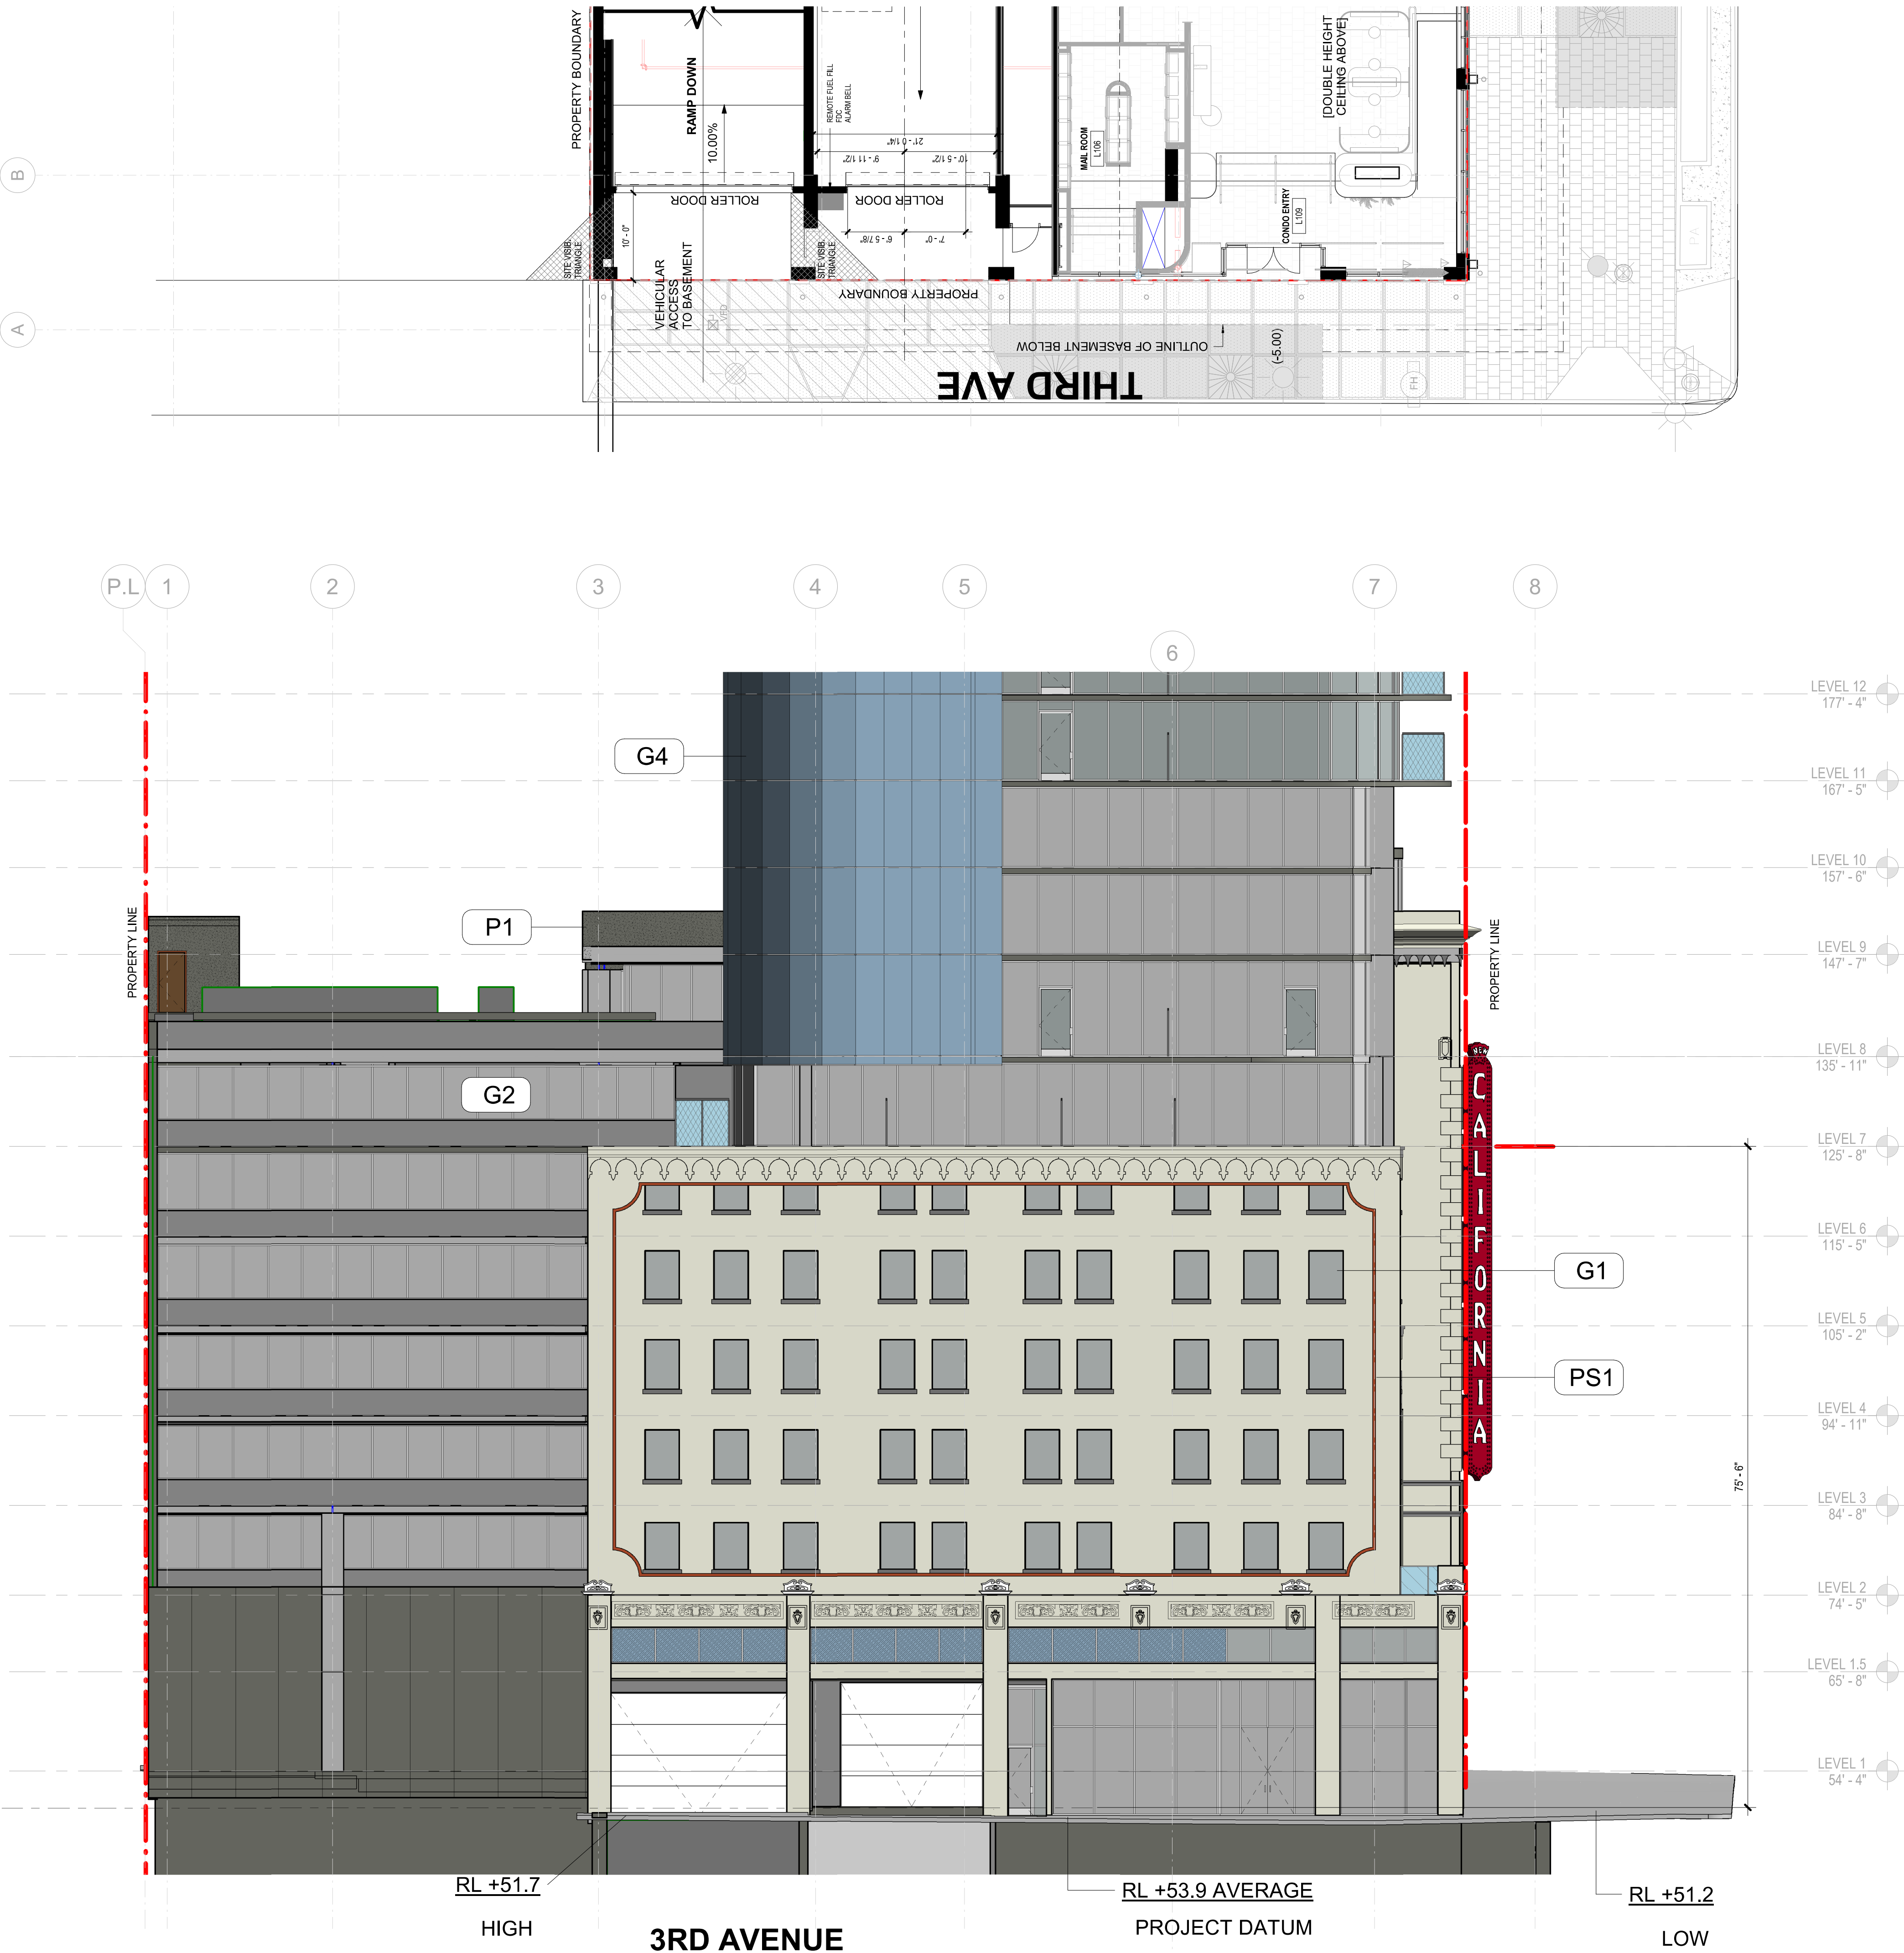 PROPERTY BOUNDARY
RAMP DOWN
10.00%
REMOTE FUEL FILL
FDC
ALARM BELL
21' - 0 1/4"
9' - 11 1/2"
10' - 5 1/2"
MAIL ROOM
L106
[DOUBLE HEIGHT
CEILING ABOVE]
B
ROLLER DOOR
ROLLER DOOR
6' - 5 7/8"
7' - 0"
CONDO ENTRY
L109
10' - 0"
SITE VISIB.
TRIANGLE
SITE VISIB.
TRIANGLE
VEHICULAR
ACCESS
TO BASEMENT
PROPERTY BOUNDARY
PA
A
VFD
OUTLINE OF BASEMENT BELOW
(-5.00)
THIRD AVE
FH
P.L
1
2
3
4
5
6
7
8
LEVEL 12
177' - 4"
G4
LEVEL 11
167' - 5"
LEVEL 10
157' - 6"
P1
PROPERTY LINE
PROPERTY LINE
LEVEL 9
147' - 7"
LEVEL 8
135' - 11"
G2
NEW
CALIFORNIA
LEVEL 7
125' - 8"
LEVEL 6
115' - 5"
G1
LEVEL 5
105' - 2"
PS1
LEVEL 4
94' - 11"
75' - 6"
LEVEL 3
84' - 8"
LEVEL 2
74' - 5"
LEVEL 1.5
65' - 8"
LEVEL 1
54' - 4"
RL +51.7
HIGH
3RD AVENUE
RL +53.9 AVERAGE
PROJECT DATUM
RL +51.2
LOW